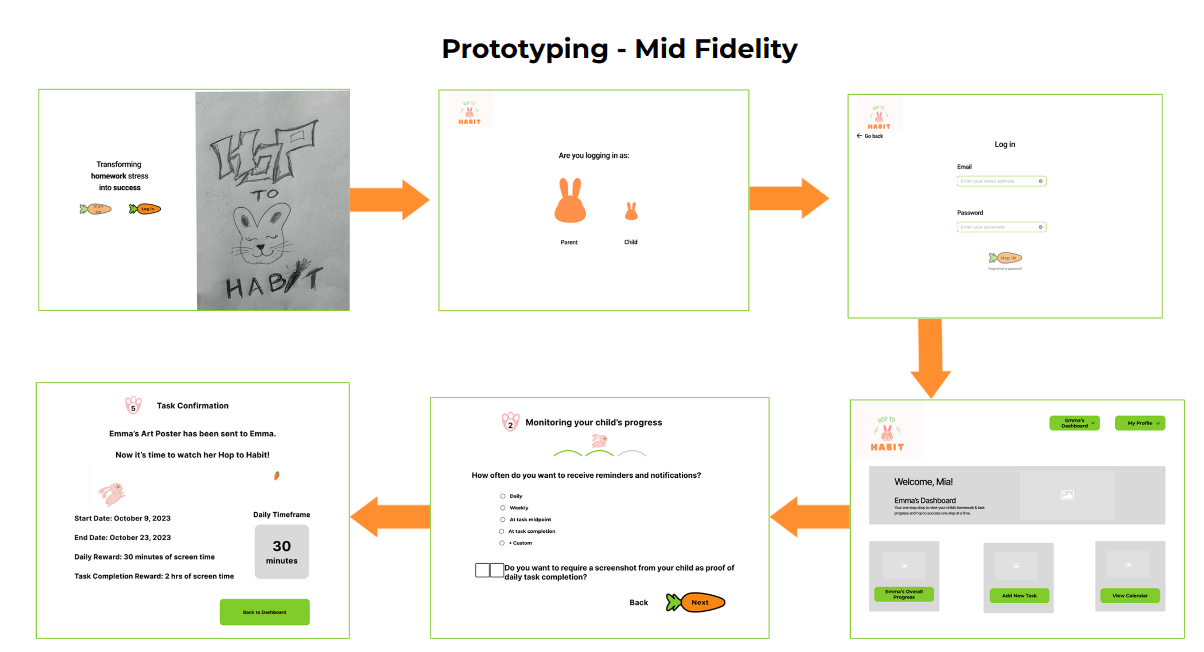 Prototyping - Mid Fidelity
Transforming
homework stress
into success
Sign
Up
Log in
HOP
TO
HABIT
HOP TO
HABIT
Are you logging in as:
Parent
Child
HOP TO
HABIT
Go back
Log in
Email
Enter your email address
Password
Enter your password
Hop IN
HOP TO
HABIT
Emma's
Dashboard
My Profile
Welcome, Mia!
Emma's Dashboard
Your one stop shop to view your child's homework & task
progress and hop to success one step at a time.
Emma's Overall
Progress
Add New Task
View Calendar
2
Monitoring your child's progress
How often do you want to receive reminders and notifications?
Daily
Weekly
At task midpoint
At task completion
+ Custom
Do you want to require a screenshot from your child as proof of
daily task completion?
Back
Next
5
Task Confirmation
Emma's Art Poster has been sent to Emma.
Now it's time to watch her Hop to Habit!
Start Date: October 9, 2023
End Date: October 23, 2023
Daily Reward: 30 minutes of screen time
Task Completion Reward: 2 hrs of screen time
Daily Timeframe
30
minutes
Back to Dashboard